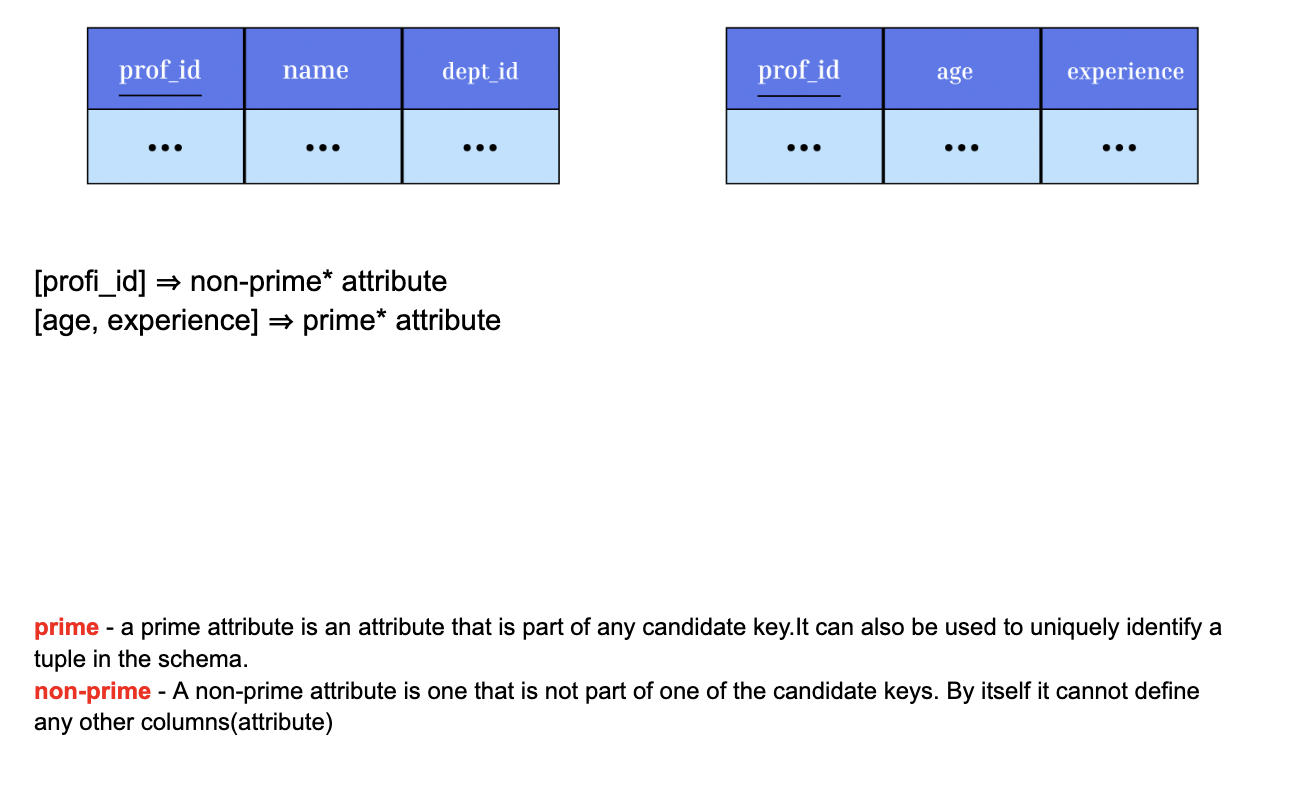 prof_id name dept_id prof_id age experience
••• ••• ••• ••• ••• •••
[profi_id] ⇒ non-prime* attribute
[age, experience] ⇒ prime* attribute
prime - a prime attribute is an attribute that is part of any candidate key.It can also be used to uniquely identify a
tuple in the schema.
non-prime - A non-prime attribute is one that is not part of one of the candidate keys. By itself it cannot define
any other columns(attribute)